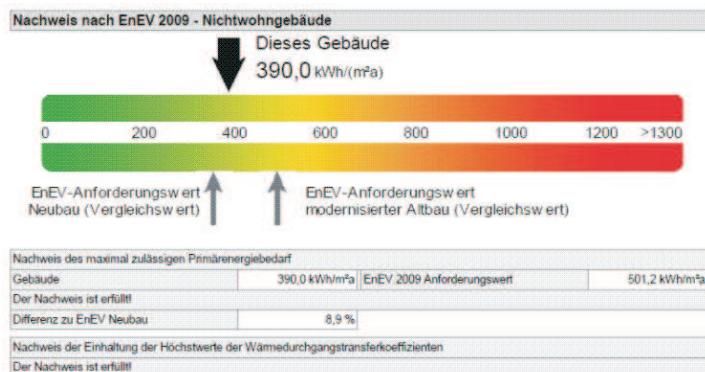 Nachweis nach EnEV 2009 - Nichtwohngebäude
Dieses Gebäude
390,0 kWh/(m²a)
0 200 400 600 800 1000 1200 >1300
EnEV-Anforderungswert
Neubau (Vergleichswert)
EnEV-Anforderungswert
modernisierter Altbau (Vergleichswert)
Nachweis des maximal zulässigen Primärenergiebedarf
Gebäude 390,0 kWh/m²a EnEV 2009 Anforderungswert 501,2 kWh/m²a
Der Nachweis ist erfüllt!
Differenz zu EnEV Neubau 8,9 %
Nachweis der Einhaltung der Höchstwerte der Wärmedurchgangstransferkoeffizienten
Der Nachweis ist erfüllt!